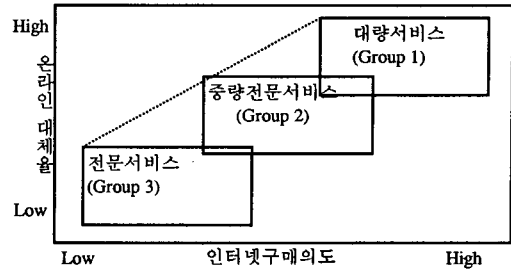 High
대량서비스
(Group 1)
온라인 대체율
중량전문서비스
(Group 2)
전문서비스
(Group 3)
Low
Low
인터넷구매의도
High